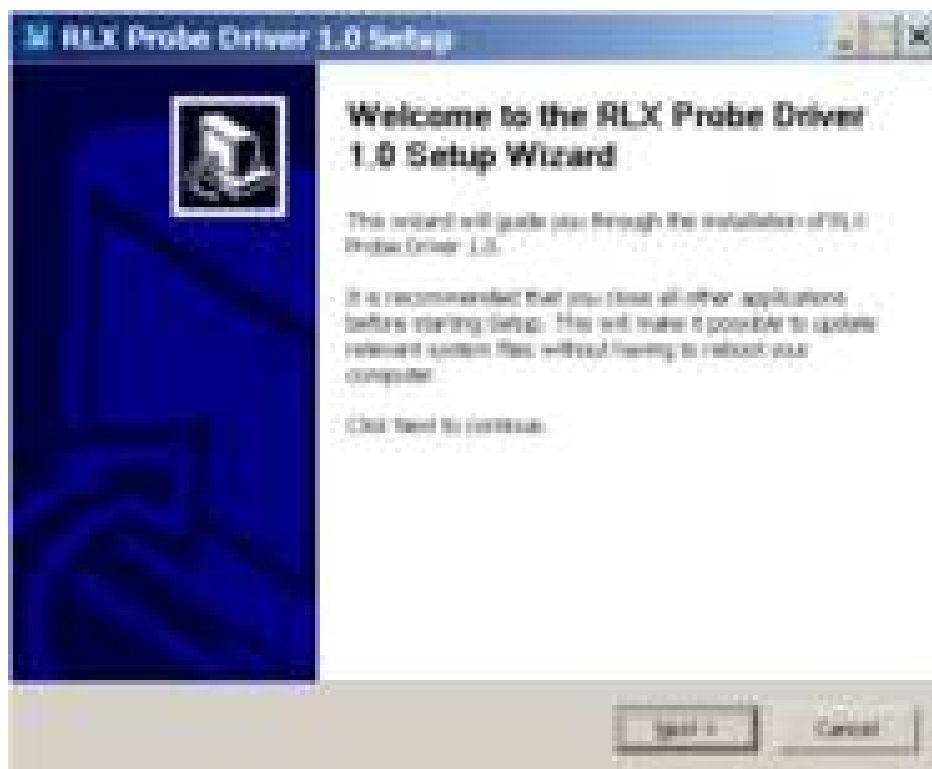 RLX Probe Driver 1.0 Setup
Welcome to the RLX Probe Driver
1.0 Setup Wizard
This wizard will guide you through the installation of RLX
Probe Driver 1.0.
It is recommended that you close all other applications
before starting Setup. This will make it possible to update
relevant system files without having to reboot your
computer.
Click Next to continue.
Next >
Cancel